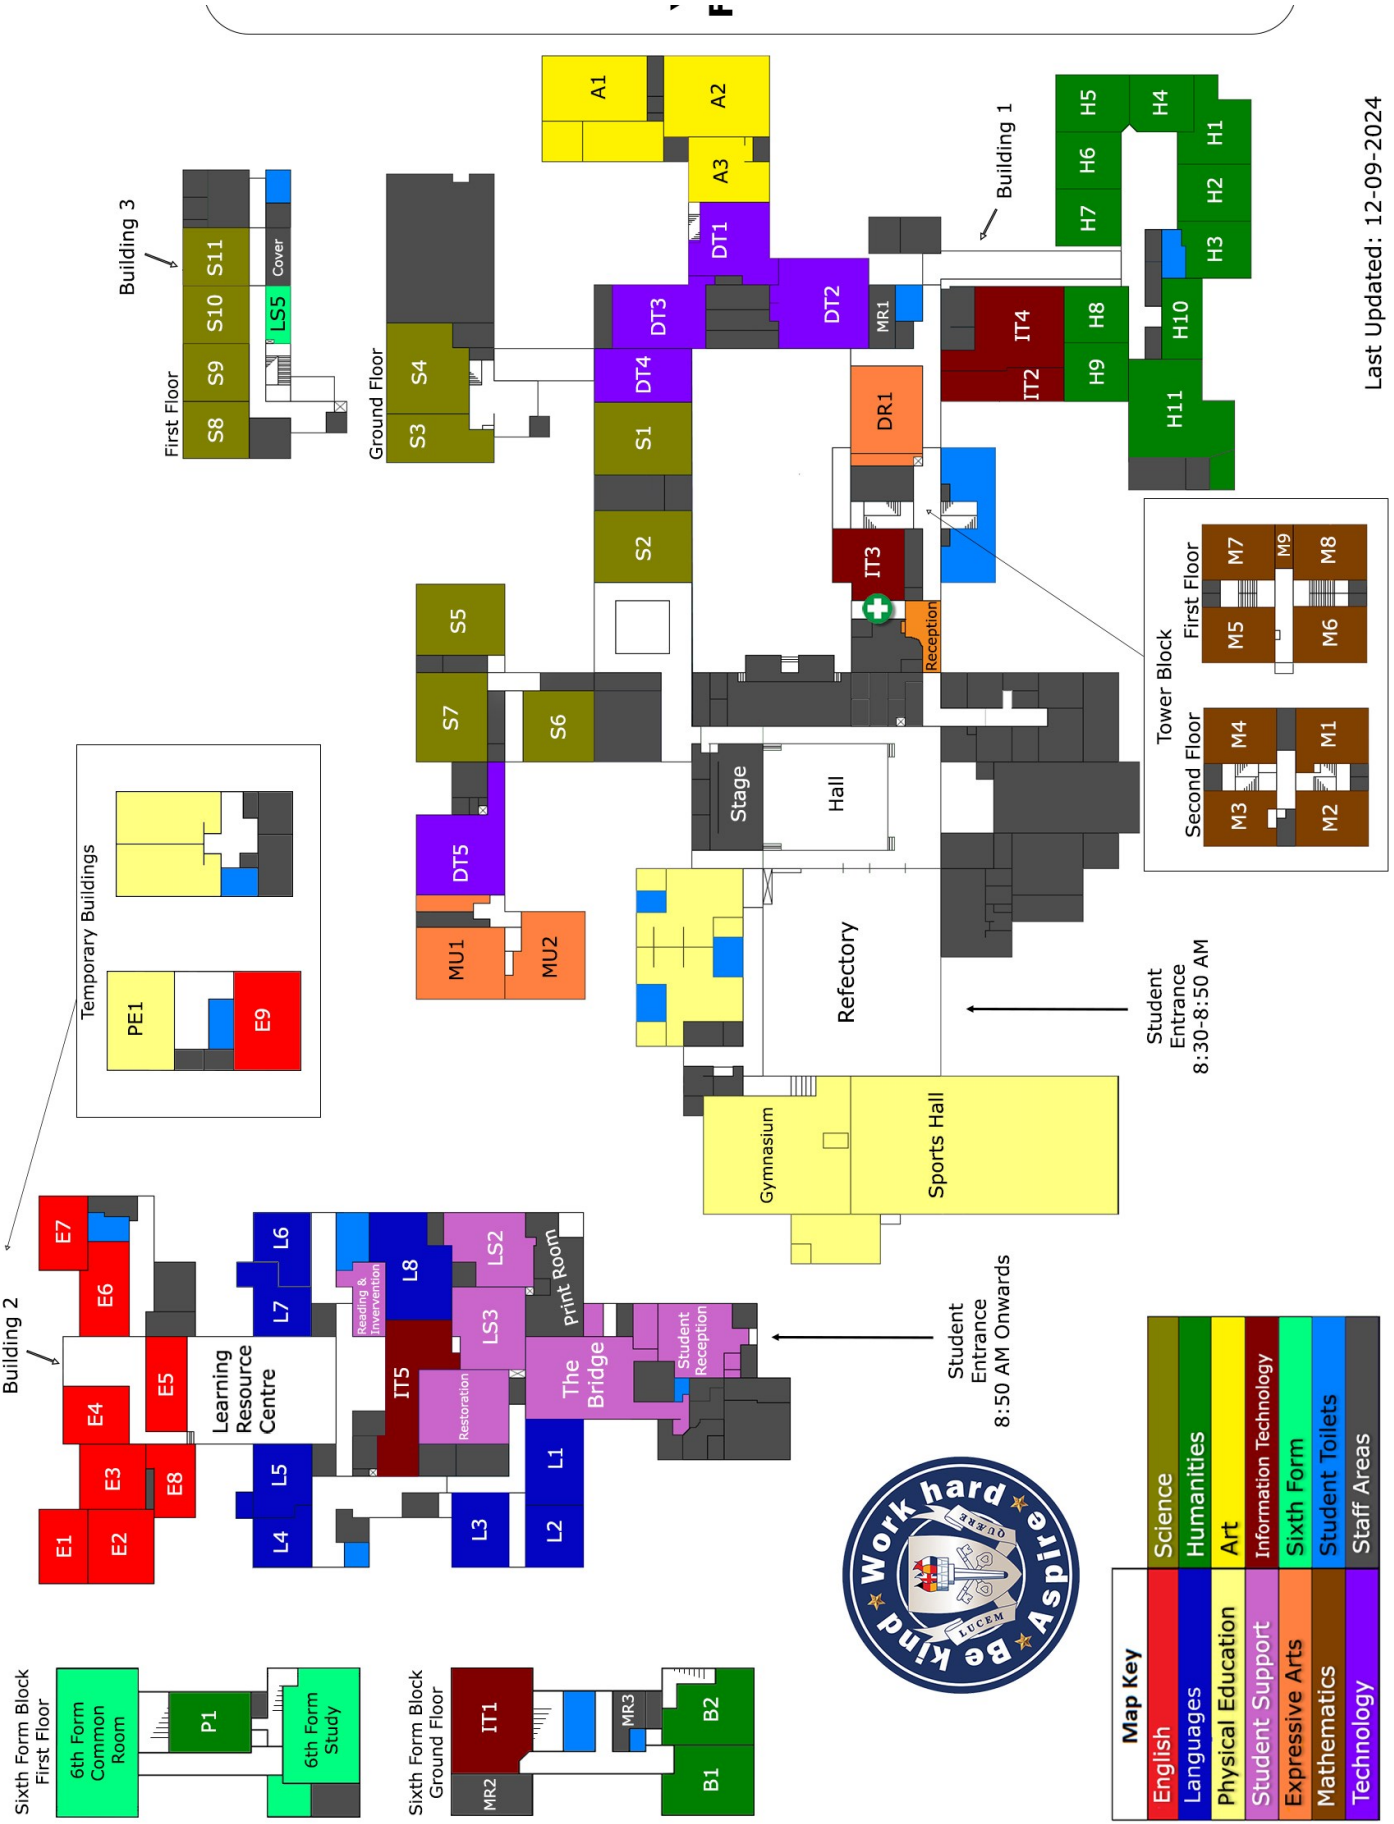 F
A1
A2
A3
Building 3
First Floor
S11
S10
S9
S8
Cover
LS5
Ground Floor
S4
S3
DT1
DT2
DT3
DT4
S1
S2
MR1
DR1
IT3
Reception
Building 1
H5
H4
H1
H6
H2
H7
H3
IT4
IT2
H8
H9
H10
H11
Last Updated: 12-09-2024
Tower Block
First Floor
M7
M9
M8
M5
M6
Second Floor
M4
M1
M3
M2
S5
S7
S6
DT5
MU1
MU2
Stage
Hall
Refectory
Gymnasium
Sports Hall
Student
Entrance
8:30-8:50 AM
Temporary Buildings
PE1
E9
Building 2
E7
E6
E5
E4
E3
E8
E1
E2
L6
L7
Learning
Resource
Centre
L5
L4
Reading &
Invervention
L8
LS2
LS3
Print Room
IT5
Restoration
The
Bridge
Student
Reception
L3
L1
L2
Student
Entrance
8:50 AM Onwards
Sixth Form Block
First Floor
6th Form
Common
Room
P1
6th Form
Study
Sixth Form Block
Ground Floor
IT1
MR2
MR3
B2
B1
Work hard
Aspire
Be Kind
QUÆRE
LUCEM
Map Key
English
Science
Languages
Humanities
Physical Education
Art
Student Support
Information Technology
Expressive Arts
Sixth Form
Mathematics
Student Toilets
Technology
Staff Areas